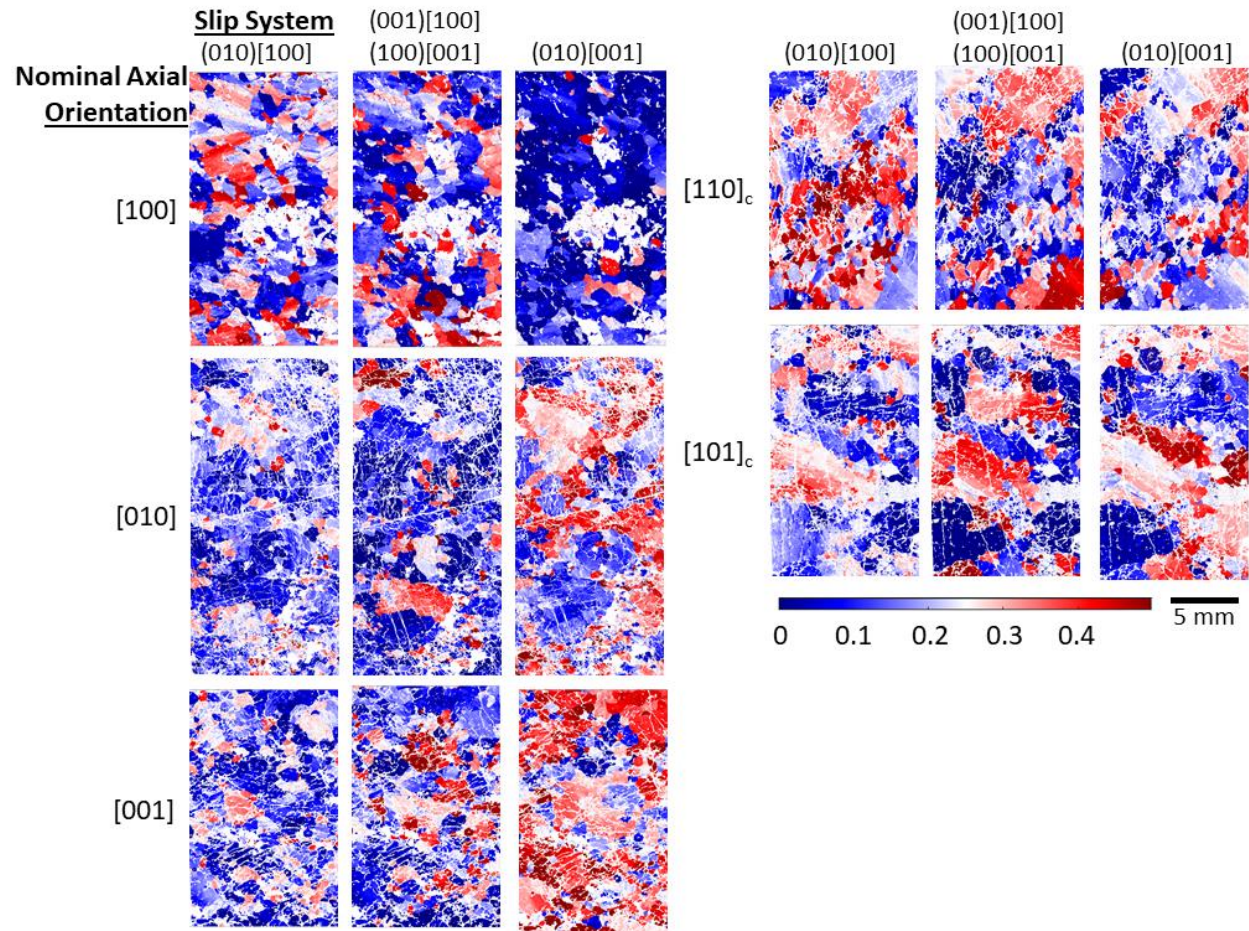 Slip System
(001)[100]
(010)[100]
(100)[001]
(010)[001]
Nominal Axial
Orientation
[100]
[010]
[001]
(001)[100]
(010)[100]
(100)[001]
(010)[001]
[110]c
[101]c
0
0.1
0.2
0.3
0.4
5 mm